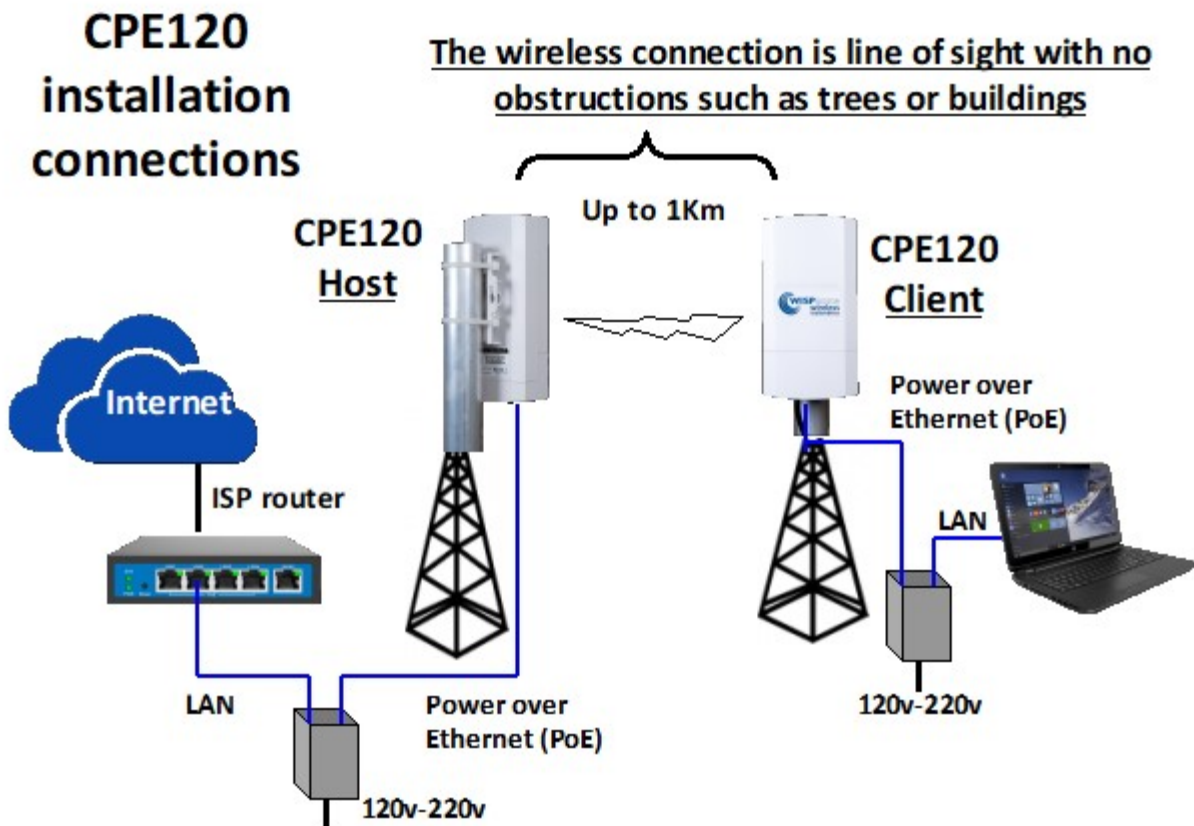 CPE120
installation
connections
The wireless connection is line of sight with no
obstructions such as trees or buildings
Up to 1Km
CPE120
Host
CPE120
Client
WISP
wireless
Internet
Power over
Ethernet (PoE)
ISP router
LAN
LAN
Power over
Ethernet (PoE)
120v-220v
120v-220v